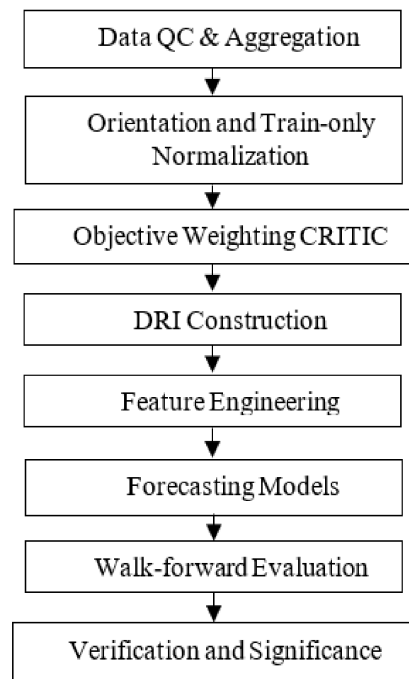 Data QC & Aggregation
Orientation and Train-only
Normalization
Objective Weighting CRITIC
DRI Construction
Feature Engineering
Forecasting Models
Walk-forward Evaluation
Verification and Significance